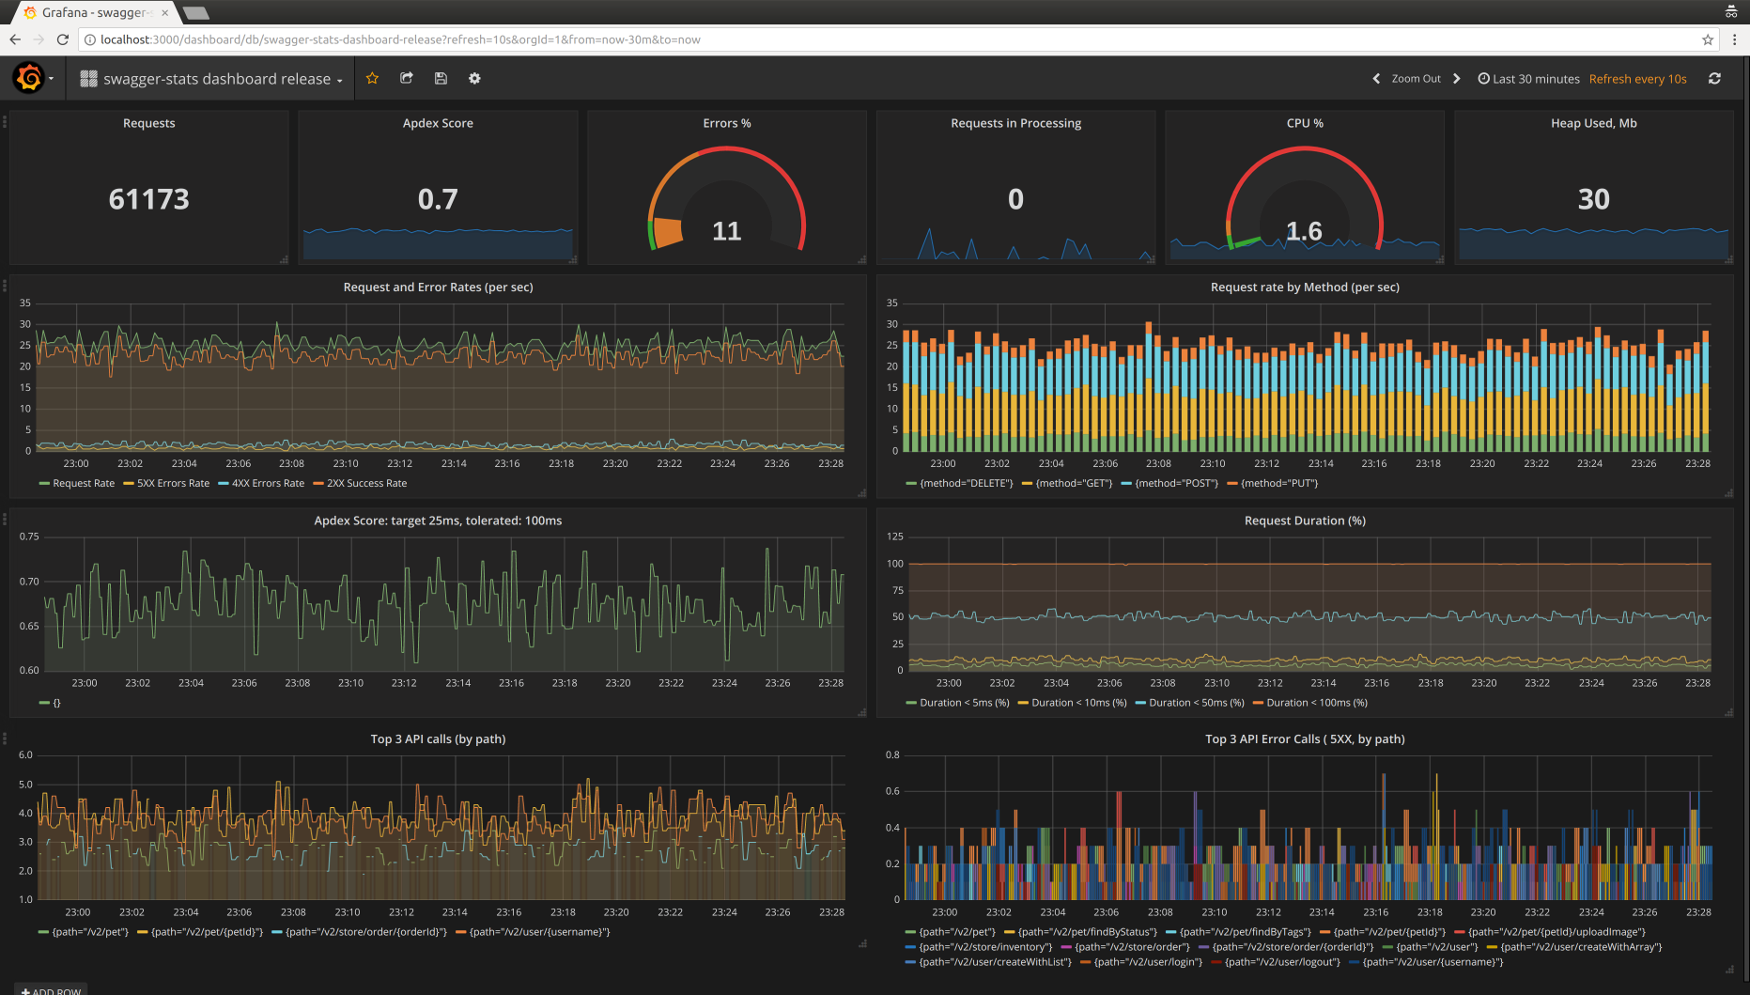 Grafana - swagger-s
localhost:3000/dashboard/db/swagger-stats-dashboard-release?refresh=10s&orgId=1&from=now-30m&to=now
swagger-stats dashboard release
Zoom Out
Last 30 minutes
Refresh every 10s
Requests
61173
Apdex Score
0.7
Errors %
11
Requests in Processing
0
CPU %
1.6
Heap Used, Mb
30
Request and Error Rates (per sec)
35
30
25
20
15
10
5
0
23:00 23:02 23:04 23:06 23:08 23:10 23:12 23:14 23:16 23:18 23:20 23:22 23:24 23:26 23:28
Request Rate 5XX Errors Rate 4XX Errors Rate 2XX Success Rate
Request rate by Method (per sec)
35
30
25
20
15
10
5
0
23:00 23:02 23:04 23:06 23:08 23:10 23:12 23:14 23:16 23:18 23:20 23:22 23:24 23:26 23:28
{method="DELETE"} {method="GET"} {method="POST"} {method="PUT"}
Apdex Score: target 25ms, tolerated: 100ms
0.75
0.70
0.65
0.60
23:00 23:02 23:04 23:06 23:08 23:10 23:12 23:14 23:16 23:18 23:20 23:22 23:24 23:26 23:28
{}
Request Duration (%)
125
100
75
50
25
0
23:00 23:02 23:04 23:06 23:08 23:10 23:12 23:14 23:16 23:18 23:20 23:22 23:24 23:26 23:28
Duration < 5ms (%) Duration < 10ms (%) Duration < 50ms (%) Duration < 100ms (%)
Top 3 API calls (by path)
6.0
5.0
4.0
3.0
2.0
1.0
23:00 23:02 23:04 23:06 23:08 23:10 23:12 23:14 23:16 23:18 23:20 23:22 23:24 23:26 23:28
{path="/v2/pet"} {path="/v2/pet/{petId}"} {path="/v2/store/order/{orderId}"} {path="/v2/user/{username}"}
Top 3 API Error Calls ( 5XX, by path)
0.8
0.6
0.4
0.2
0
23:00 23:02 23:04 23:06 23:08 23:10 23:12 23:14 23:16 23:18 23:20 23:22 23:24 23:26 23:28
{path="/v2/pet"} {path="/v2/pet/findByStatus"} {path="/v2/pet/findByTags"} {path="/v2/pet/{petId}"} {path="/v2/pet/{petId}/uploadImage"}
{path="/v2/store/inventory"} {path="/v2/store/order"} {path="/v2/store/order/{orderId}"} {path="/v2/user"} {path="/v2/user/createWithArray"}
{path="/v2/user/createWithList"} {path="/v2/user/login"} {path="/v2/user/logout"} {path="/v2/user/{username}"}
+ ADD ROW